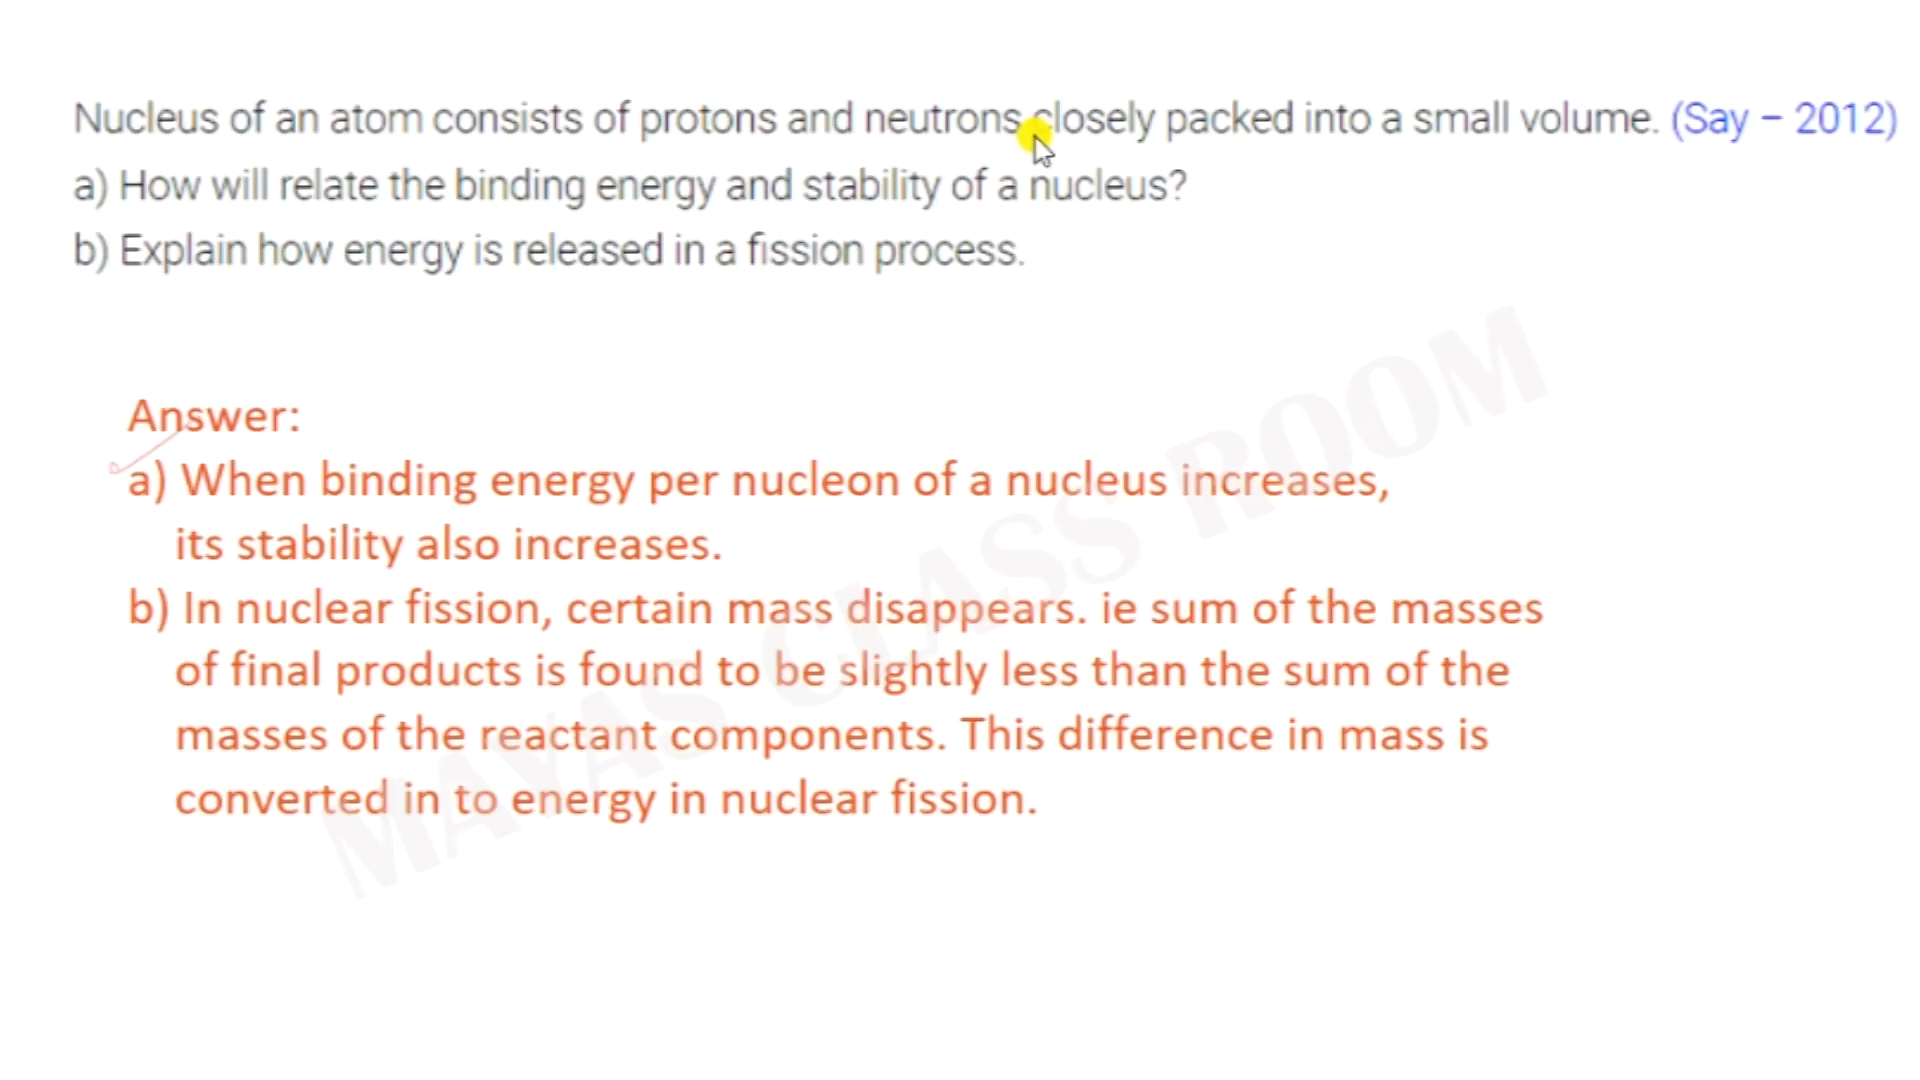 Nucleus of an atom consists of protons and neutrons closely packed into a small volume. (Say – 2012)
a) How will relate the binding energy and stability of a nucleus?
b) Explain how energy is released in a fission process.
Answer:
a) When binding energy per nucleon of a nucleus increases,
its stability also increases.
b) In nuclear fission, certain mass disappears. ie sum of the masses
of final products is found to be slightly less than the sum of the
masses of the reactant components. This difference in mass is
converted in to energy in nuclear fission.
MAYAS CLASS ROOM